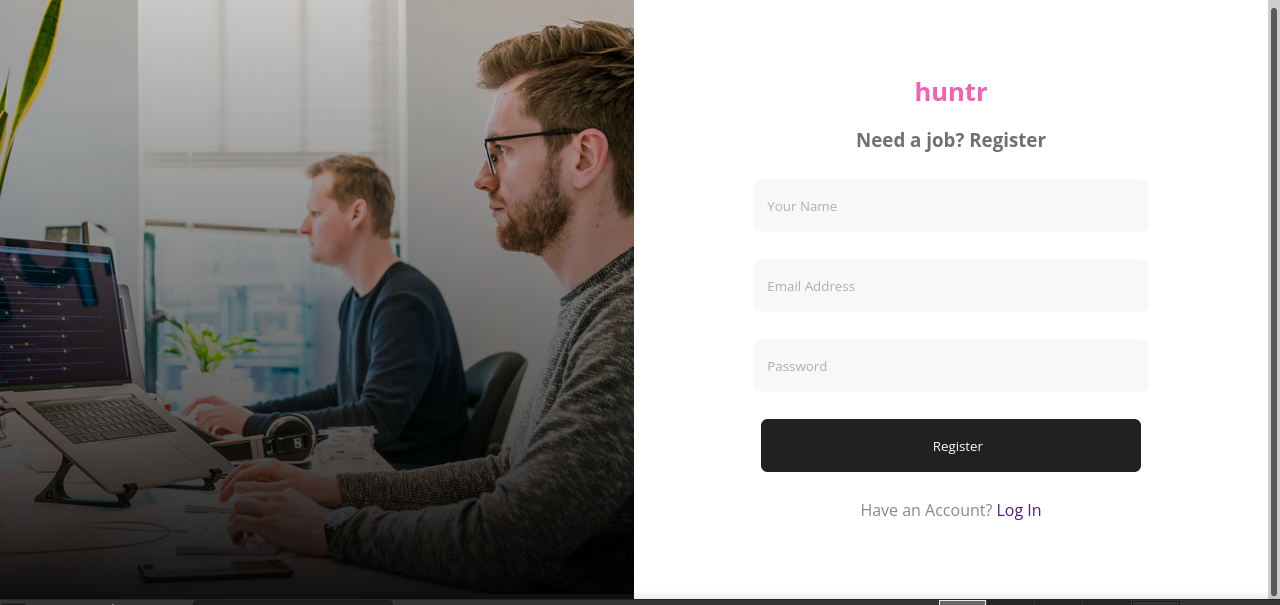 huntr
Need a job? Register
Your Name
Email Address
Password
Register
Have an Account? Log In